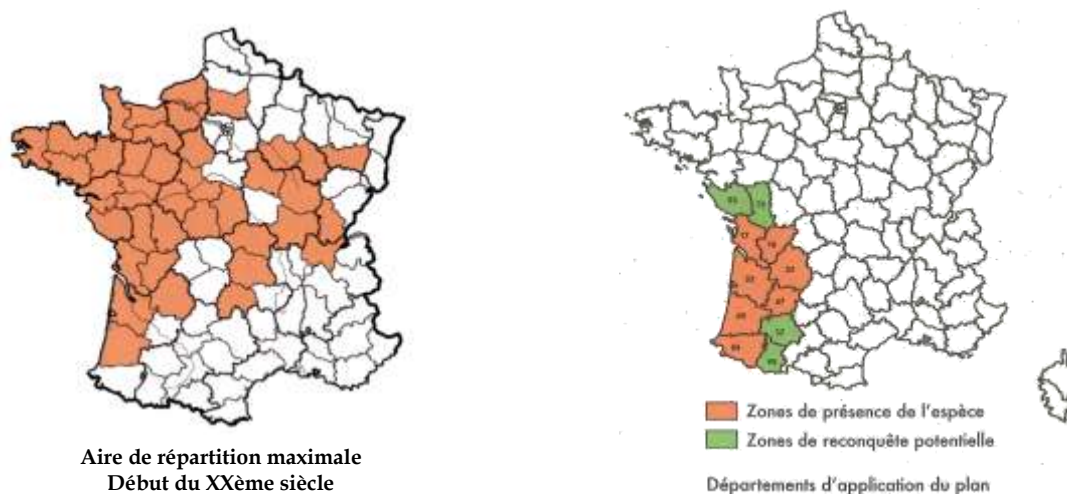 Aire de répartition maximale
Début du XXème siècle
Zones de présence de l'espèce
Zones de reconquête potentielle
Départements d'application du plan